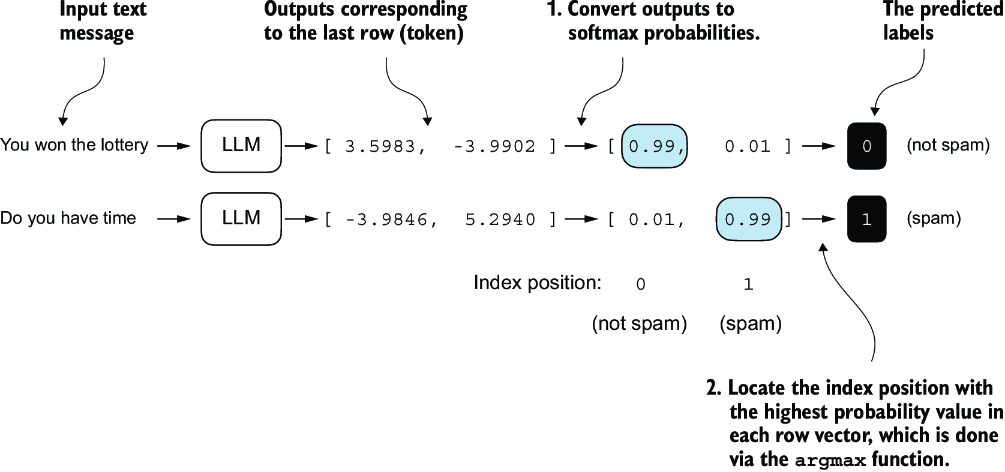 Input text
message
Outputs corresponding
to the last row (token)
1. Convert outputs to
softmax probabilities.
The predicted
labels
You won the lottery LLM [ 3.5983, -3.9902 ] [ 0.99, 0.01 ] 0 (not spam)
Do you have time LLM [ -3.9846, 5.2940 ] [ 0.01, 0.99 ] 1 (spam)
Index position: 0 1
(not spam) (spam)
2. Locate the index position with
the highest probability value in
each row vector, which is done
via the argmax function.